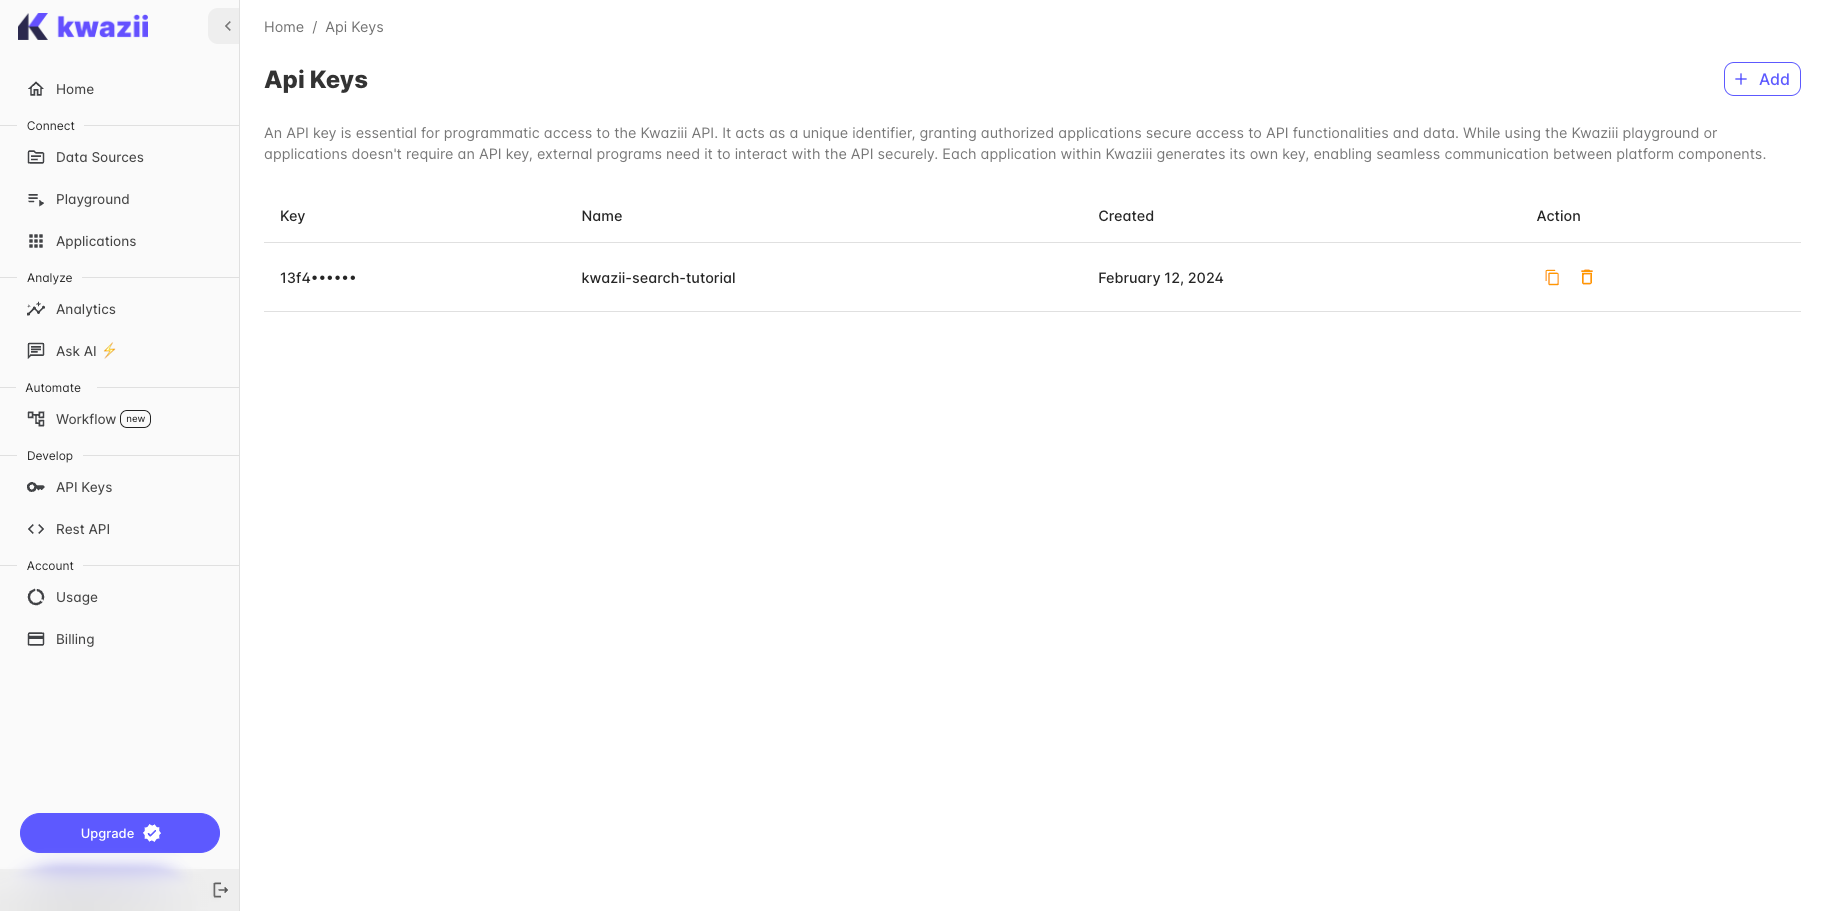 kwazii
Home / Api Keys
Home
Connect
Data Sources
Playground
Applications
Analyze
Analytics
Ask AI ⚡
Automate
Workflow new
Develop
API Keys
Rest API
Account
Usage
Billing
Upgrade
Api Keys
+ Add
An API key is essential for programmatic access to the Kwaziii API. It acts as a unique identifier, granting authorized applications secure access to API functionalities and data. While using the Kwaziii playground or
applications doesn't require an API key, external programs need it to interact with the API securely. Each application within Kwaziii generates its own key, enabling seamless communication between platform components.
Key Name Created Action
13f4•••••• kwazii-search-tutorial February 12, 2024